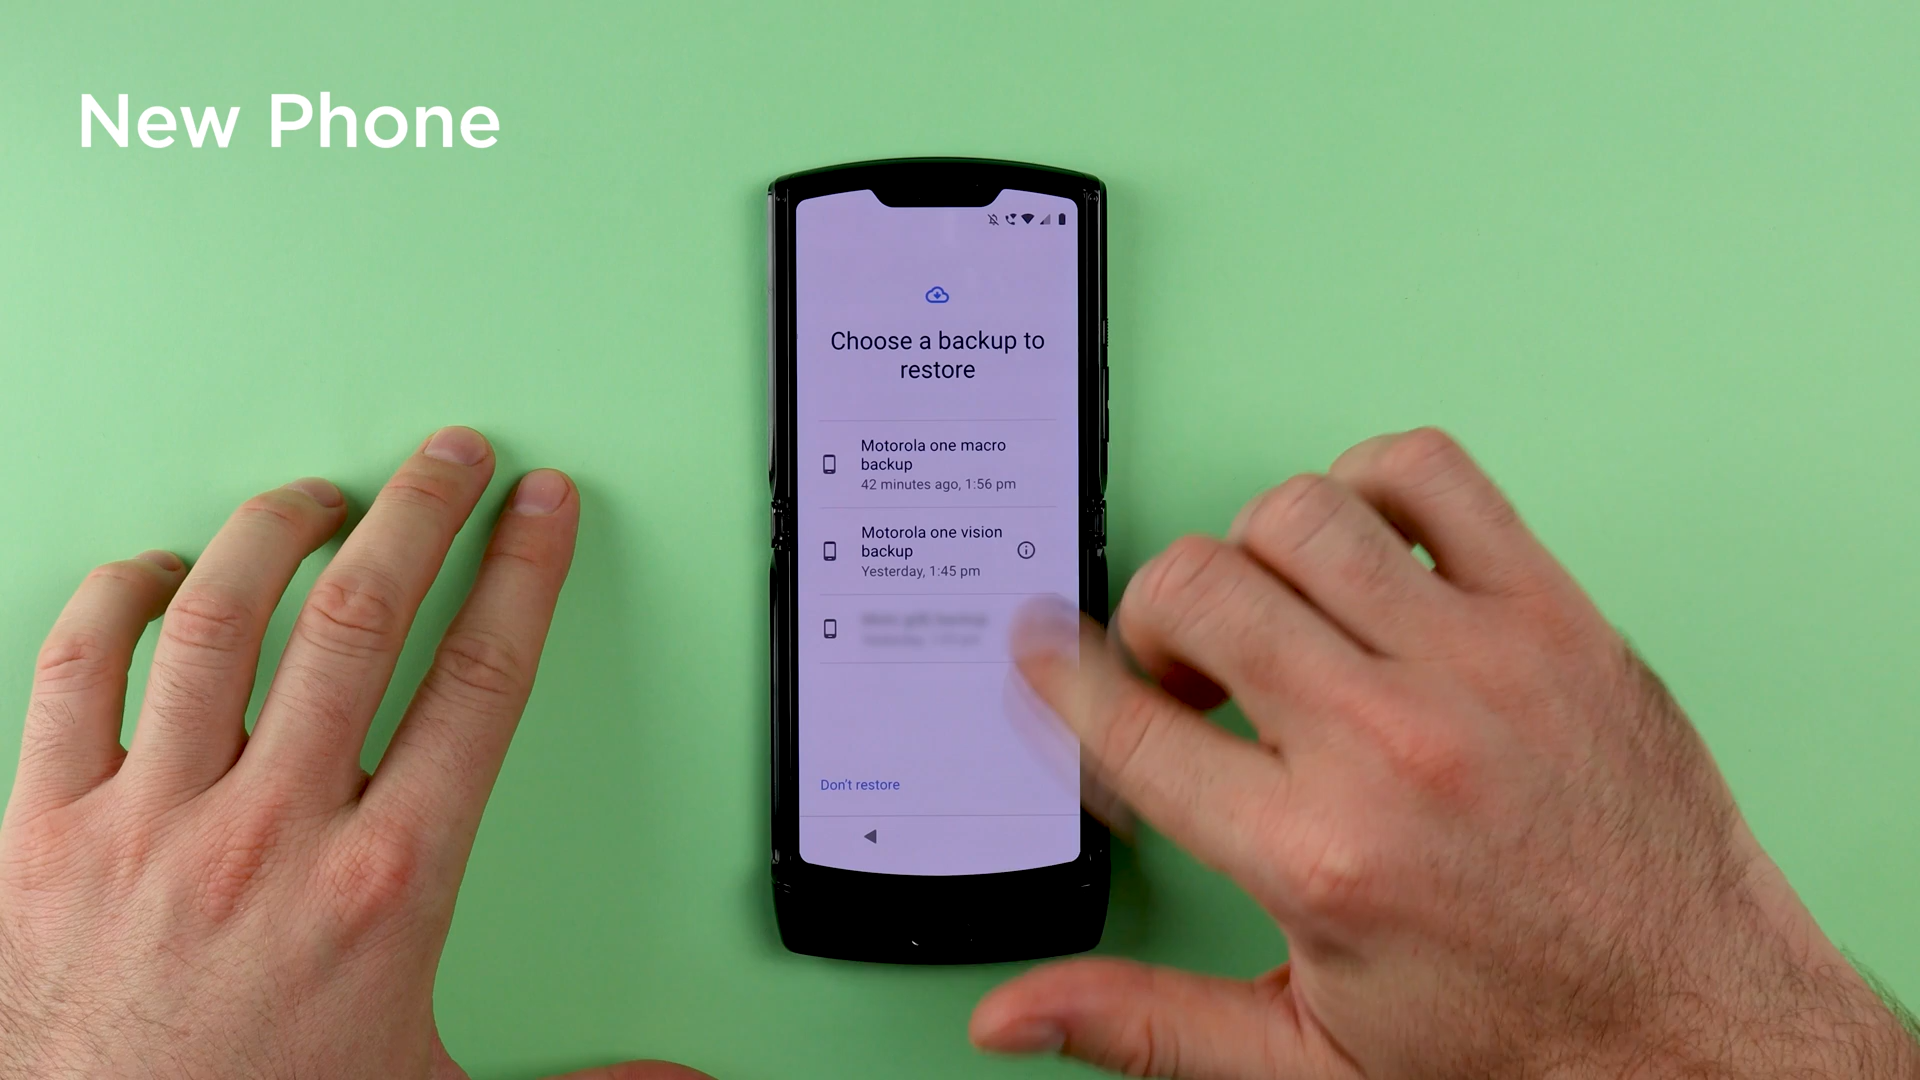 New Phone
Choose a backup to
restore
Motorola one macro
backup
42 minutes ago, 1:56 pm
Motorola one vision
backup
Yesterday, 1:45 pm
Don't restore